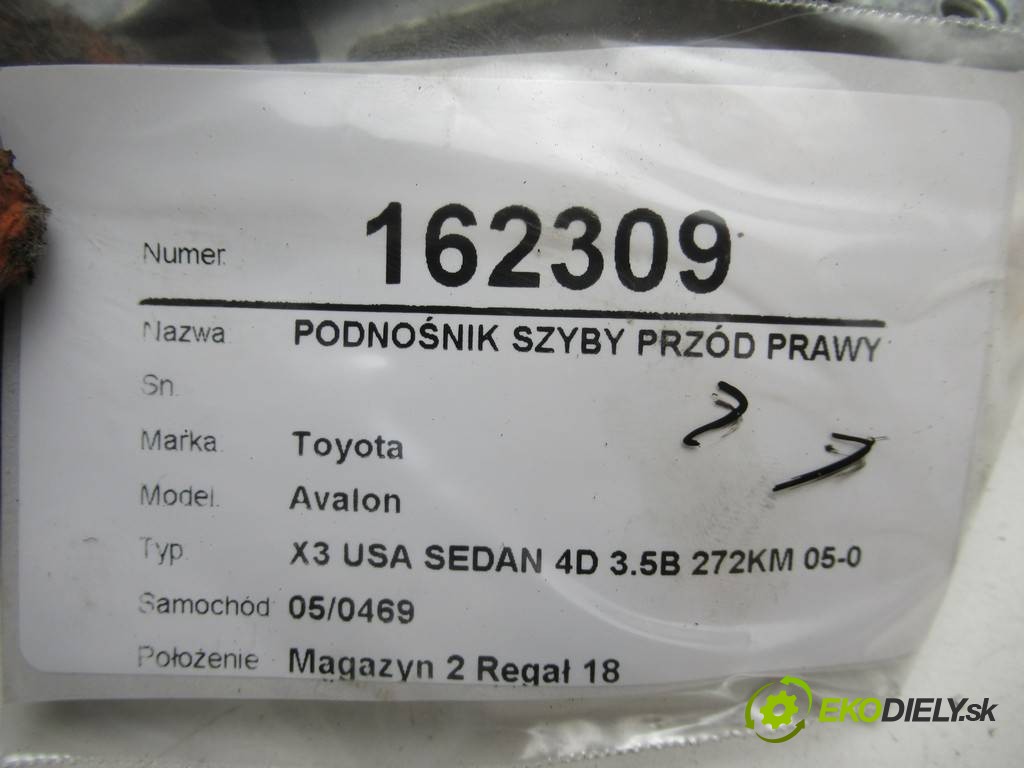 Numer 162309
Nazwa PODNOŚNIK SZYBY PRZÓD PRAWY
Sn.
Marka Toyota
Model. Avalon
Typ X3 USA SEDAN 4D 3.5B 272KM 05-0
Samochód 05/0469
Położenie Magazyn 2 Regał 18
EKODIELY.sk